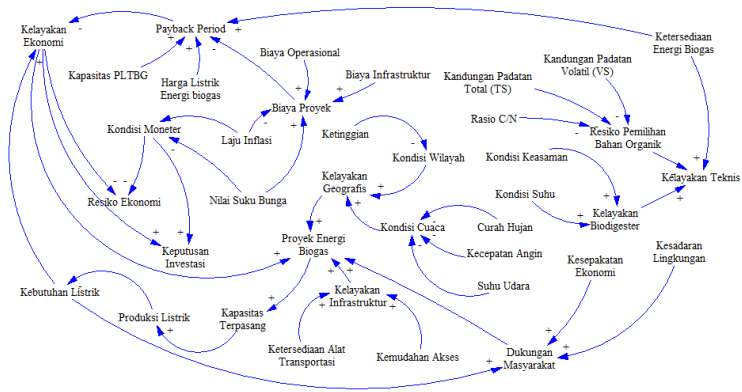 Kelayakan
Ekonomi
Payback Period
Ketersediaan
Energi Biogas
Biaya Operasional
Kapasitas PLTBG
Harga Listrik
Energi biogas
Biaya Infrastruktur
Kandungan Padatan
Total (TS)
Kandungan Padatan
Volatil (VS)
Biaya Proyek
Rasio C/N
Kondisi Moneter
Laju Inflasi
Ketinggian
Resiko Pemilihan
Bahan Organik
Kondisi Wilayah
Kondisi Keasaman
Kelayakan Teknis
Kelayakan
Geografis
Resiko Ekonomi
Nilai Suku Bunga
Kondisi Suhu
Kelayakan
Biodigester
Kondisi Cuaca
Curah Hujan
Proyek Energi
Biogas
Keputusan
Investasi
Kecepatan Angin
Kesepakatan
Ekonomi
Kesadaran
Lingkungan
Kebutuhan Listrik
Kelayakan
Infrastruktur
Suhu Udara
Produksi Listrik
Kapasitas
Terpasang
Ketersediaan Alat
Transportasi
Kemudahan Akses
Dukungan
Masyarakat